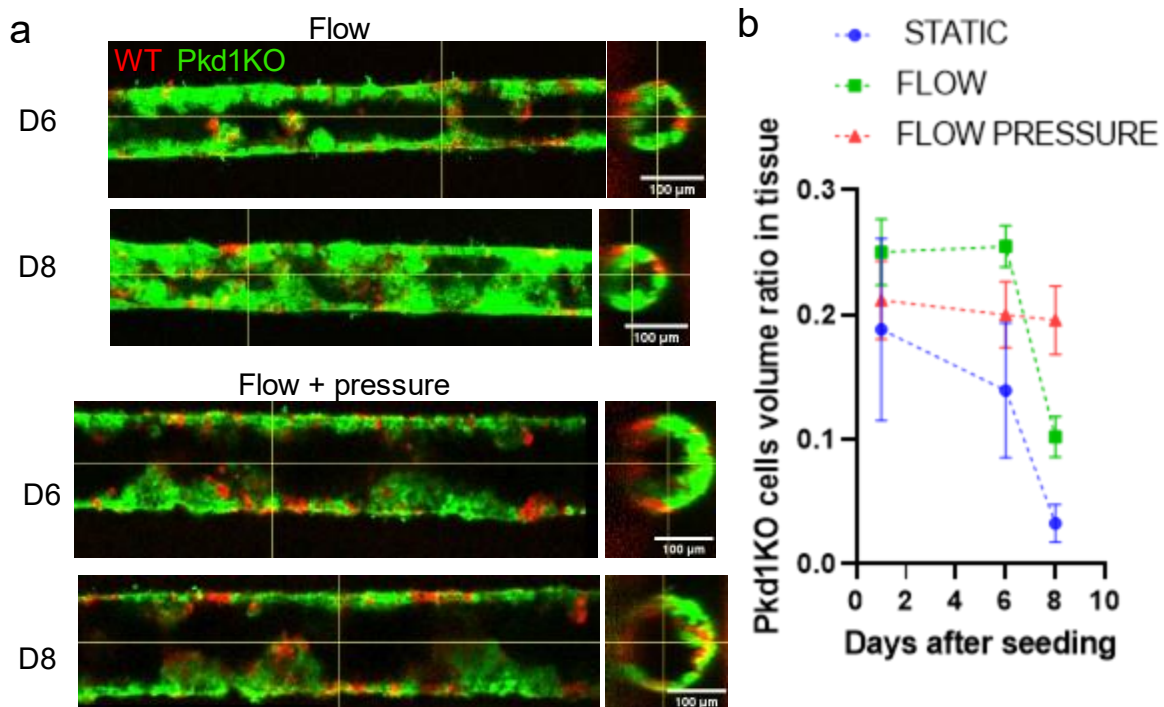 a
Flow
WT Pkd1KO
D6
100 µm
D8
100 µm
Flow + pressure
D6
100 µm
D8
100 µm
b
STATIC
FLOW
FLOW PRESSURE
Pkd1KO cells volume ratio in tissue
0.3
0.2
0.1
0.0
0 2 4 6 8 10
Days after seeding